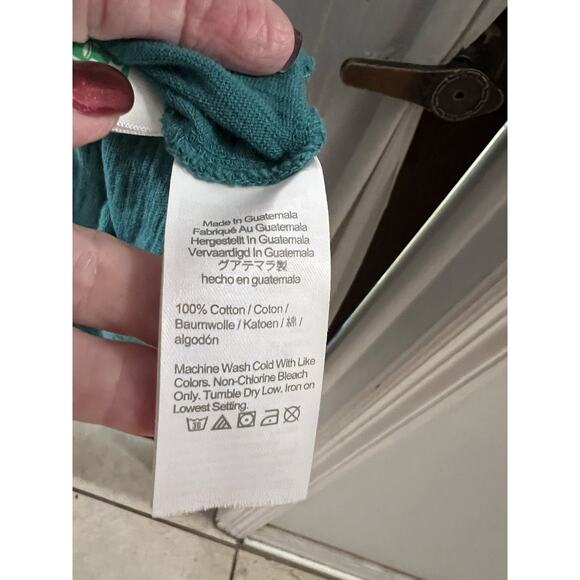 Made In Guatemala
Fabriqué Au Guatemala
Hergestellt In Guatemala
Vervaardigd In Guatemala
グアテマラ製
hecho en guatemala
100% Cotton / Coton /
Baumwolle / Katoen / 綿 /
algodón
Machine Wash Cold With Like
Colors. Non-Chlorine Bleach
Only. Tumble Dry Low. Iron on
Lowest Setting.